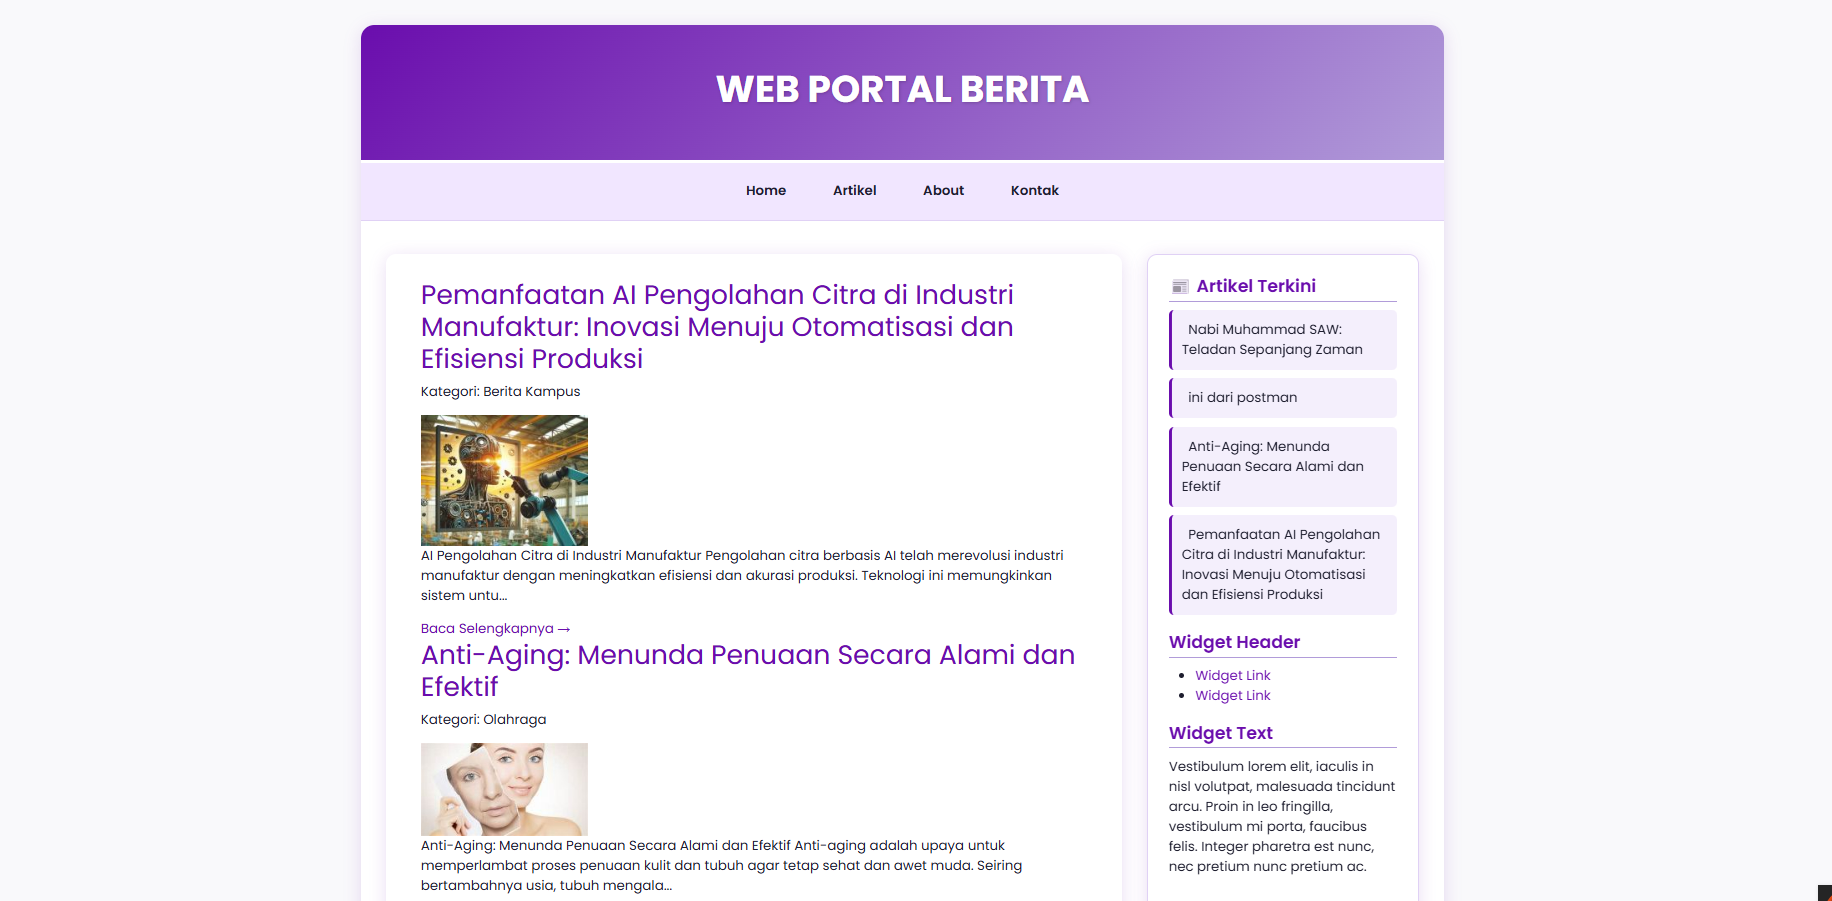 WEB PORTAL BERITA
Home
Artikel
About
Kontak
Pemanfaatan AI Pengolahan Citra di Industri
Manufaktur: Inovasi Menuju Otomatisasi dan
Efisiensi Produksi
Kategori: Berita Kampus
AI Pengolahan Citra di Industri Manufaktur Pengolahan citra berbasis AI telah merevolusi industri
manufaktur dengan meningkatkan efisiensi dan akurasi produksi. Teknologi ini memungkinkan
sistem untu...
Baca Selengkapnya →
Anti-Aging: Menunda Penuaan Secara Alami dan
Efektif
Kategori: Olahraga
Anti-Aging: Menunda Penuaan Secara Alami dan Efektif Anti-aging adalah upaya untuk
memperlambat proses penuaan kulit dan tubuh agar tetap sehat dan awet muda. Seiring
bertambahnya usia, tubuh mengala...
Artikel Terkini
Nabi Muhammad SAW:
Teladan Sepanjang Zaman
ini dari postman
Anti-Aging: Menunda
Penuaan Secara Alami dan
Efektif
Pemanfaatan AI Pengolahan
Citra di Industri Manufaktur:
Inovasi Menuju Otomatisasi
dan Efisiensi Produksi
Widget Header
Widget Link
Widget Link
Widget Text
Vestibulum lorem elit, iaculis in
nisl volutpat, malesuada tincidunt
arcu. Proin in leo fringilla,
vestibulum mi porta, faucibus
felis. Integer pharetra est nunc,
nec pretium nunc pretium ac.